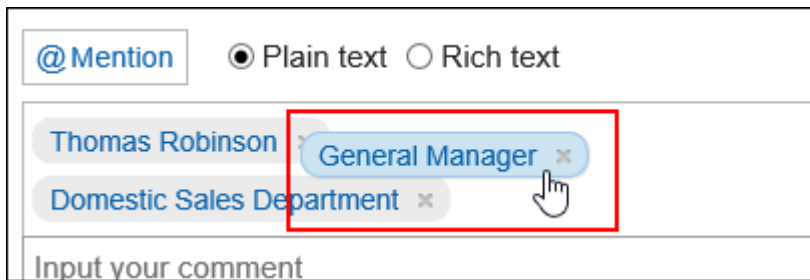 @Mention Plain text Rich text
Thomas Robinson × General Manager ×
Domestic Sales Department ×
Input your comment